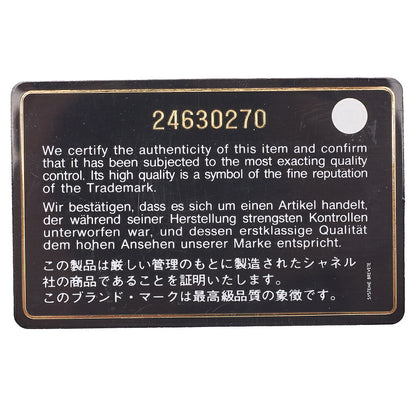 24630270
We certify the authenticity of this item and confirm
that it has been subjected to the most exacting quality
control. Its high quality is a symbol of the fine reputation
of the Trademark.
Wir bestätigen, dass es sich um einen Artikel handelt,
der während seiner Herstellung strengsten Kontrollen
unterworfen war, und dessen erstklassige Qualität
dem hohen Ansehen unserer Marke entspricht.
この製品は厳しい管理のもとに製造されたシャネル
社の商品であることを証明いたします。
このブランド・マークは最高級品質の象徴です。
SYSTEME BREVETE